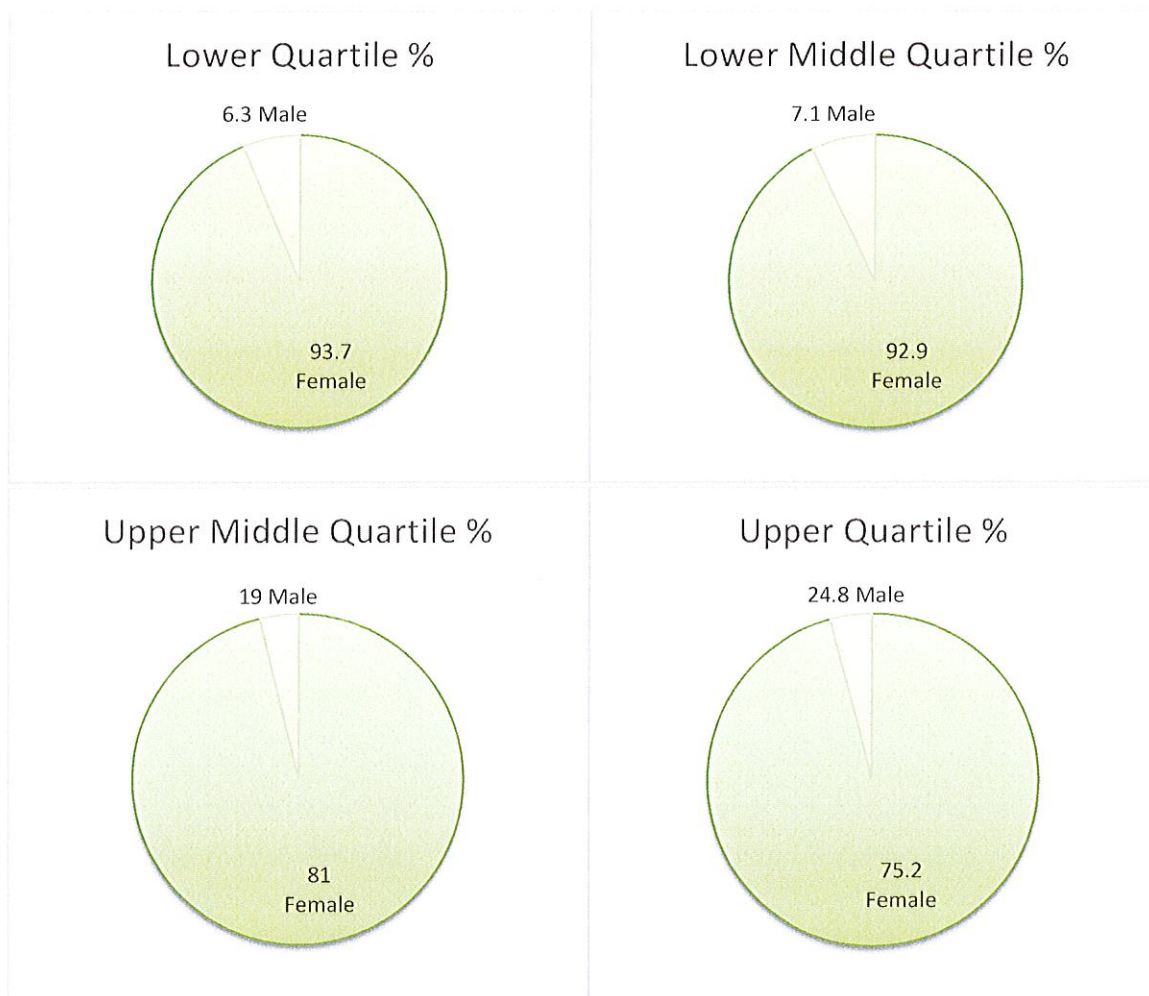 Lower Quartile %
6.3 Male
93.7
Female
Lower Middle Quartile %
7.1 Male
92.9
Female
Upper Middle Quartile %
19 Male
81
Female
Upper Quartile %
24.8 Male
75.2
Female